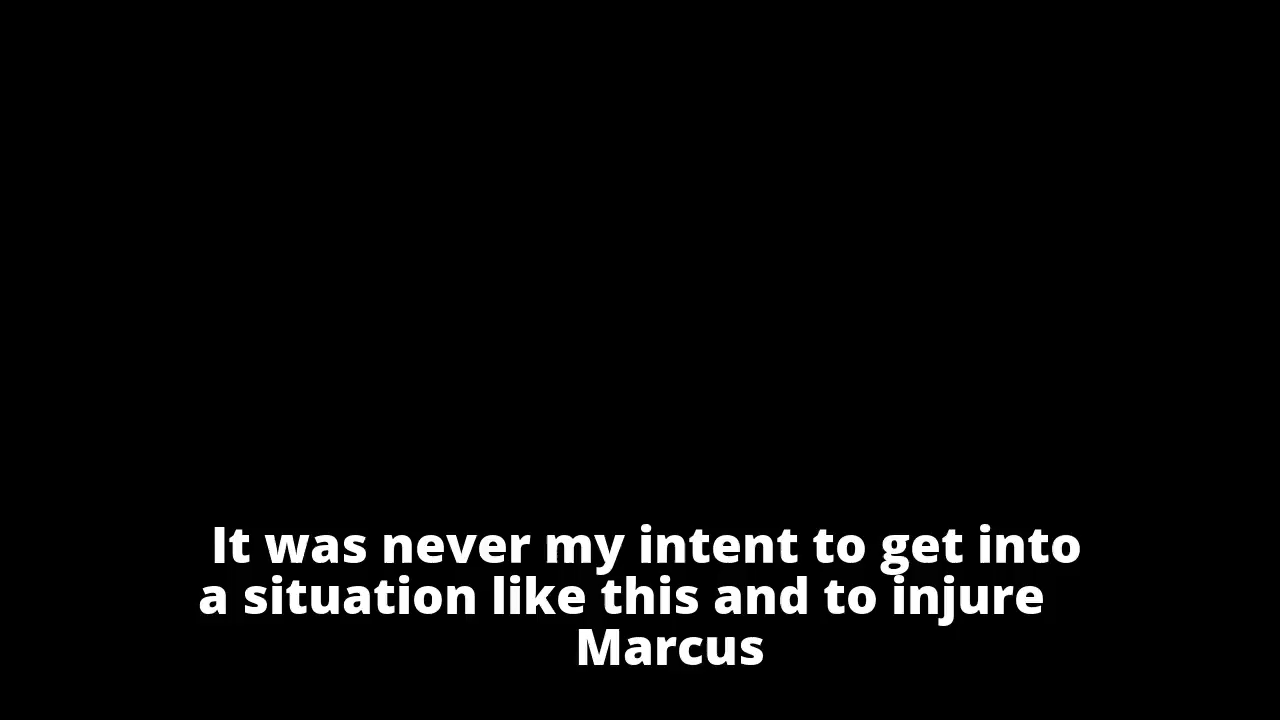 It was never my intent to get into
a situation like this and to injure
Marcus